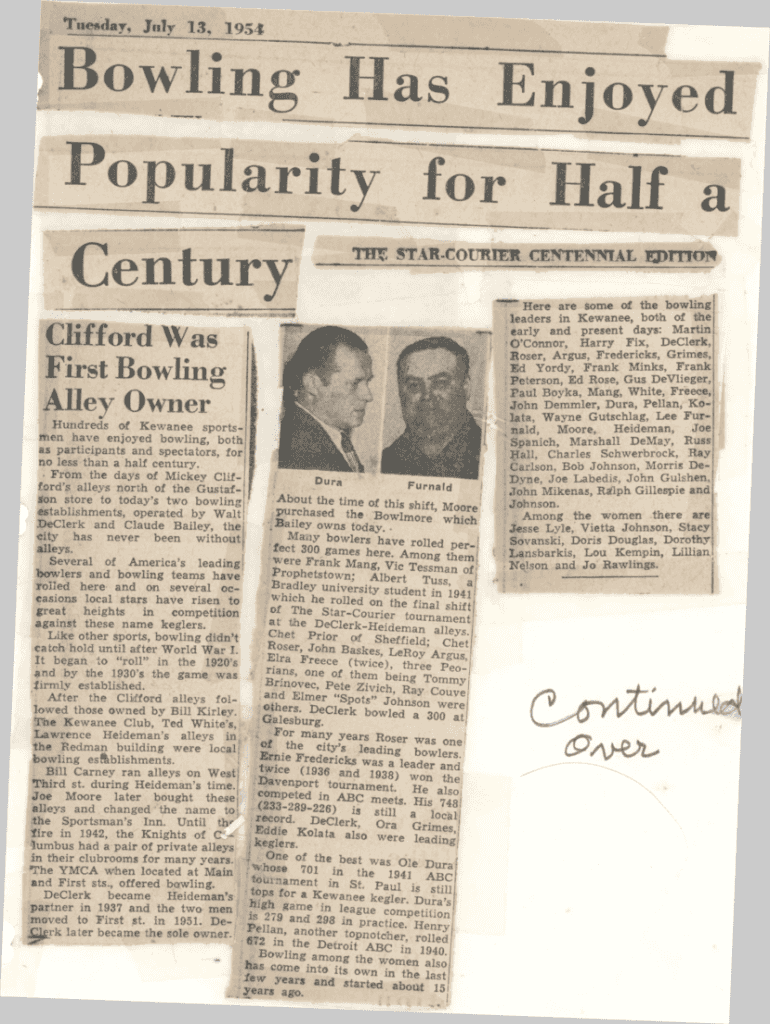 Tuesday, July 13, 1954
Bowling Has Enjoyed
Popularity for Half a
Century
THE STAR-COURIER CENTENNIAL EDITION
Clifford Was
First Bowling
Alley Owner
Hundreds of Kewanee sports-
men have enjoyed bowling, both
as participants and spectators, for
no less than a half century.
From the days of Mickey Clif-
ford's alleys north of the Gustaf-
son store to today's two bowling
establishments, operated by Walt
DeClerk and Claude Bailey, the
city has never been without
alleys.
Several of America's leading
bowlers and bowling teams have
rolled here and on several oc-
casions local stars have risen to
great heights in competition
against these name keglers.
Like other sports, bowling didn't
catch hold until after World War I.
It began to "roll" in the 1920's
and by the 1930's the game was
firmly established.
After the Clifford alleys fol-
lowed those owned by Bill Kirley.
The Kewanee Club, Ted White's,
Lawrence Heideman's alleys in
the Redman building were local
bowling establishments.
Bill Carney ran alleys on West
Third st. during Heideman's time.
Joe Moore later bought these
alleys and changed the name to
the Sportsman's Inn. Until the
fire in 1942, the Knights of Co-
lumbus had a pair of private alleys
in their clubrooms for many years.
The YMCA when located at Main
and First sts., offered bowling.
DeClerk became Heideman's
partner in 1937 and the two men
moved to First st. in 1951. De-
Clerk later became the sole owner.
Dura Furnald
About the time of this shift, Moore
purchased the Bowlmore which
Bailey owns today.
Many bowlers have rolled per-
fect 300 games here. Among them
were Frank Mang, Vic Tessman of
Prophetstown; Albert Tuss, a
Bradley university student in 1941
which he rolled on the final shift
of The Star-Courier tournament
at the DeClerk-Heideman alleys.
Chet Prior of Sheffield; Chet
Roser, John Baskes, LeRoy Argus,
Elra Freece (twice), three Peo-
rians, one of them being Tommy
Brinovec, Pete Zivich, Ray Couve
and Elmer "Spots" Johnson were
others. DeClerk bowled a 300 at
Galesburg.
For many years Roser was one
of the city's leading bowlers.
Ernie Fredericks was a leader and
twice (1936 and 1938) won the
Davenport tournament. He also
competed in ABC meets. His 748
(233-289-226) is still a local
record. DeClerk, Ora Grimes,
Eddie Kolata also were leading
keglers.
One of the best was Ole Dura
whose 701 in the 1941 ABC
tournament in St. Paul is still
tops for a Kewanee kegler. Dura's
high game in league competition
is 279 and 298 in practice. Henry
Pellan, another topnotcher, rolled
672 in the Detroit ABC in 1940.
Bowling among the women also
has come into its own in the last
few years and started about 15
years ago.
Here are some of the bowling
leaders in Kewanee, both of the
early and present days: Martin
O'Connor, Harry Fix, DeClerk,
Roser, Argus, Fredericks, Grimes,
Ed Yordy, Frank Minks, Frank
Peterson, Ed Rose, Gus DeVlieger,
Paul Boyka, Mang, White, Freece,
John Demmler, Dura, Pellan, Ko-
lata, Wayne Gutschlag, Lee Fur-
nald, Moore, Heideman, Joe
Spanich, Marshall DeMay, Russ
Hall, Charles Schwerbrock, Ray
Carlson, Bob Johnson, Morris De-
Dyne, Joe Labedis, John Gulshen,
John Mikenas, Ralph Gillespie and
Johnson.
Among the women there are
Jesse Lyle, Vietta Johnson, Stacy
Sovanski, Doris Douglas, Dorothy
Lansbarkis, Lou Kempin, Lillian
Nelson and Jo Rawlings.
Continued
Over